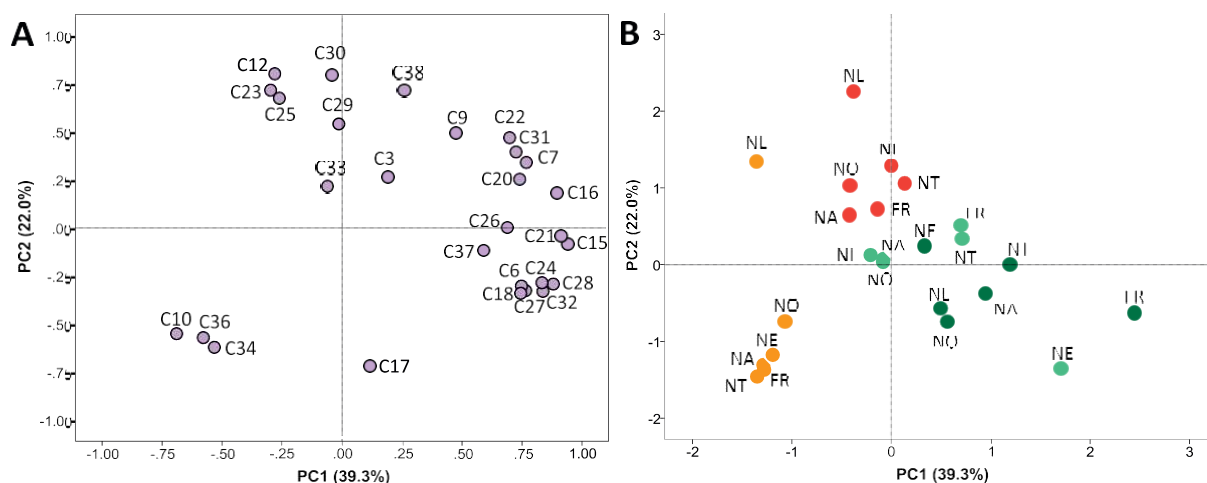 A
B
1.00
.75
.50
.25
.00
-.25
-.50
-.75
-1.00
PC2 (22.0%)
C12
C30
C38
C23
C25
C29
C9
C22
C31
C7
C33
C3
C20
C16
C26
C21
C15
C37
C6
C24
C28
C18
C27
C32
C10
C36
C34
C17
-1.00
-.75
-.50
-.25
.00
.25
.50
.75
1.00
PC1 (39.3%)
3
2
1
0
-1
-2
PC2 (22.0%)
NL
NL
NO
NT
NA
FR
NA
NT
NO
NL
NA
NO
NO
NE
NE
NA
NT
FR
-2
-1
0
1
2
3
PC1 (39.3%)